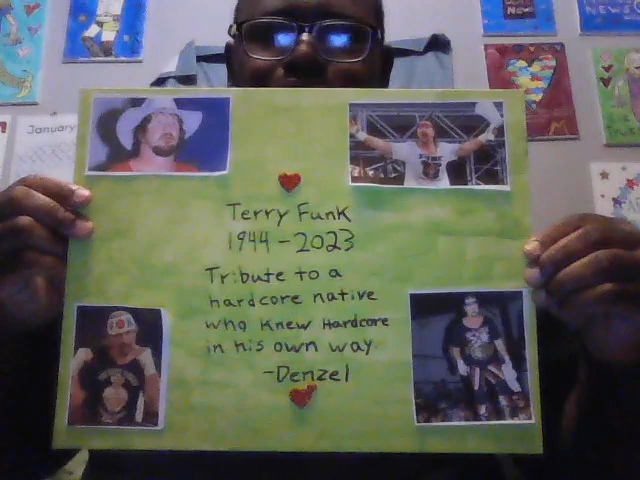 January
Terry Funk
1944 - 2023
Tribute to a
hardcore native
who knew Hardcore
in his own way
-Denzel